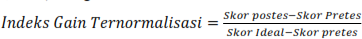 Indeks Gain Ternormalisasi = Skor postes−Skor Pretes
Skor Ideal−Skor pretes